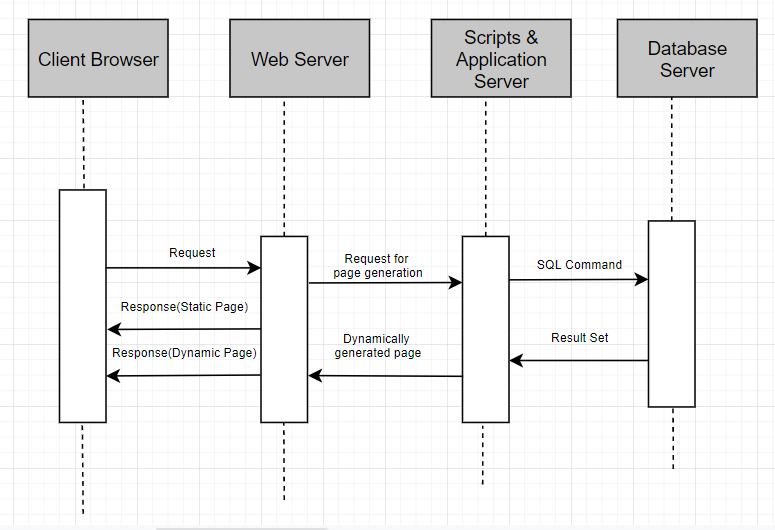 Client Browser
Web Server
Scripts &
Application
Server
Database
Server
Request
Request for
page generation
SQL Command
Response(Static Page)
Response(Dynamic Page)
Dynamically
generated page
Result Set